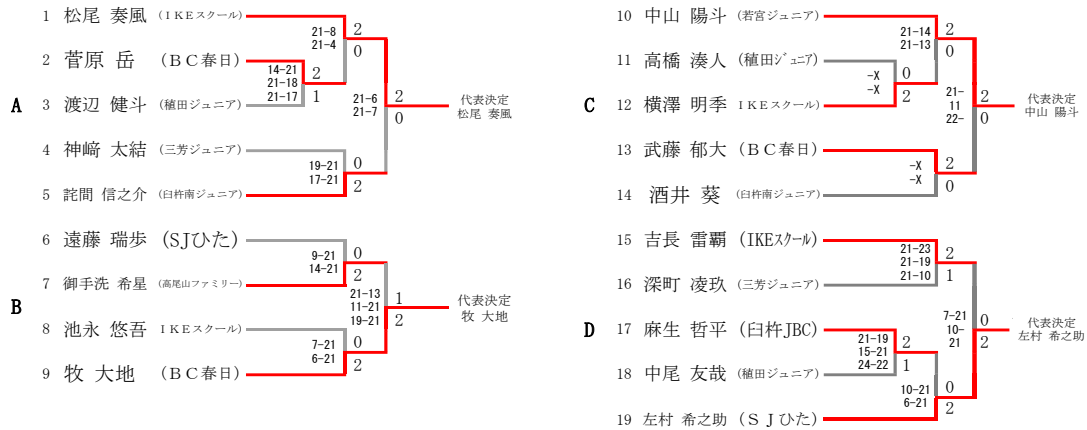 1 松尾 奏風 (IKEスクール)
21-8 2
21-4 0
2 菅原 岳 (BC春日)
14-21 2
21-18
21-17 1
A 3 渡辺 健斗 (稙田ジュニア)
21-6 2
21-7 0
代表決定
松尾 奏風
4 神﨑 太結 (三芳ジュニア)
19-21 0
17-21 2
5 詫間 信之介 (臼杵南ジュニア)
6 遠藤 瑞歩 (SJひた)
9-21 0
14-21 2
7 御手洗 希星 (高尾山ファミリー)
B
21-13 1
11-21
19-21 2
代表決定
牧 大地
8 池永 悠吾 IKEスクール)
7-21 0
6-21 2
9 牧 大地 (BC春日)
10 中山 陽斗 (若宮ジュニア)
21-14 2
21-13 0
11 高橋 湊人 (稙田ジュニア)
-X 0
-X 2
C 12 横澤 明季 IKEスクール)
21- 2
11
22- 0
代表決定
中山 陽斗
13 武藤 郁大 (BC春日)
-X 2
-X 0
14 酒井 葵 (臼杵南ジュニア)
15 吉長 雷覇 (IKEスクール)
21-23 2
21-19
21-10 1
16 深町 凌玖 (三芳ジュニア)
D 17 麻生 哲平 (臼杵JBC)
21-19 2
15-21
24-22 1
7-21 0
10-
21 2
代表決定
左村 希之助
18 中尾 友哉 (稙田ジュニア)
10-21 0
6-21 2
19 左村 希之助 (SJひた)